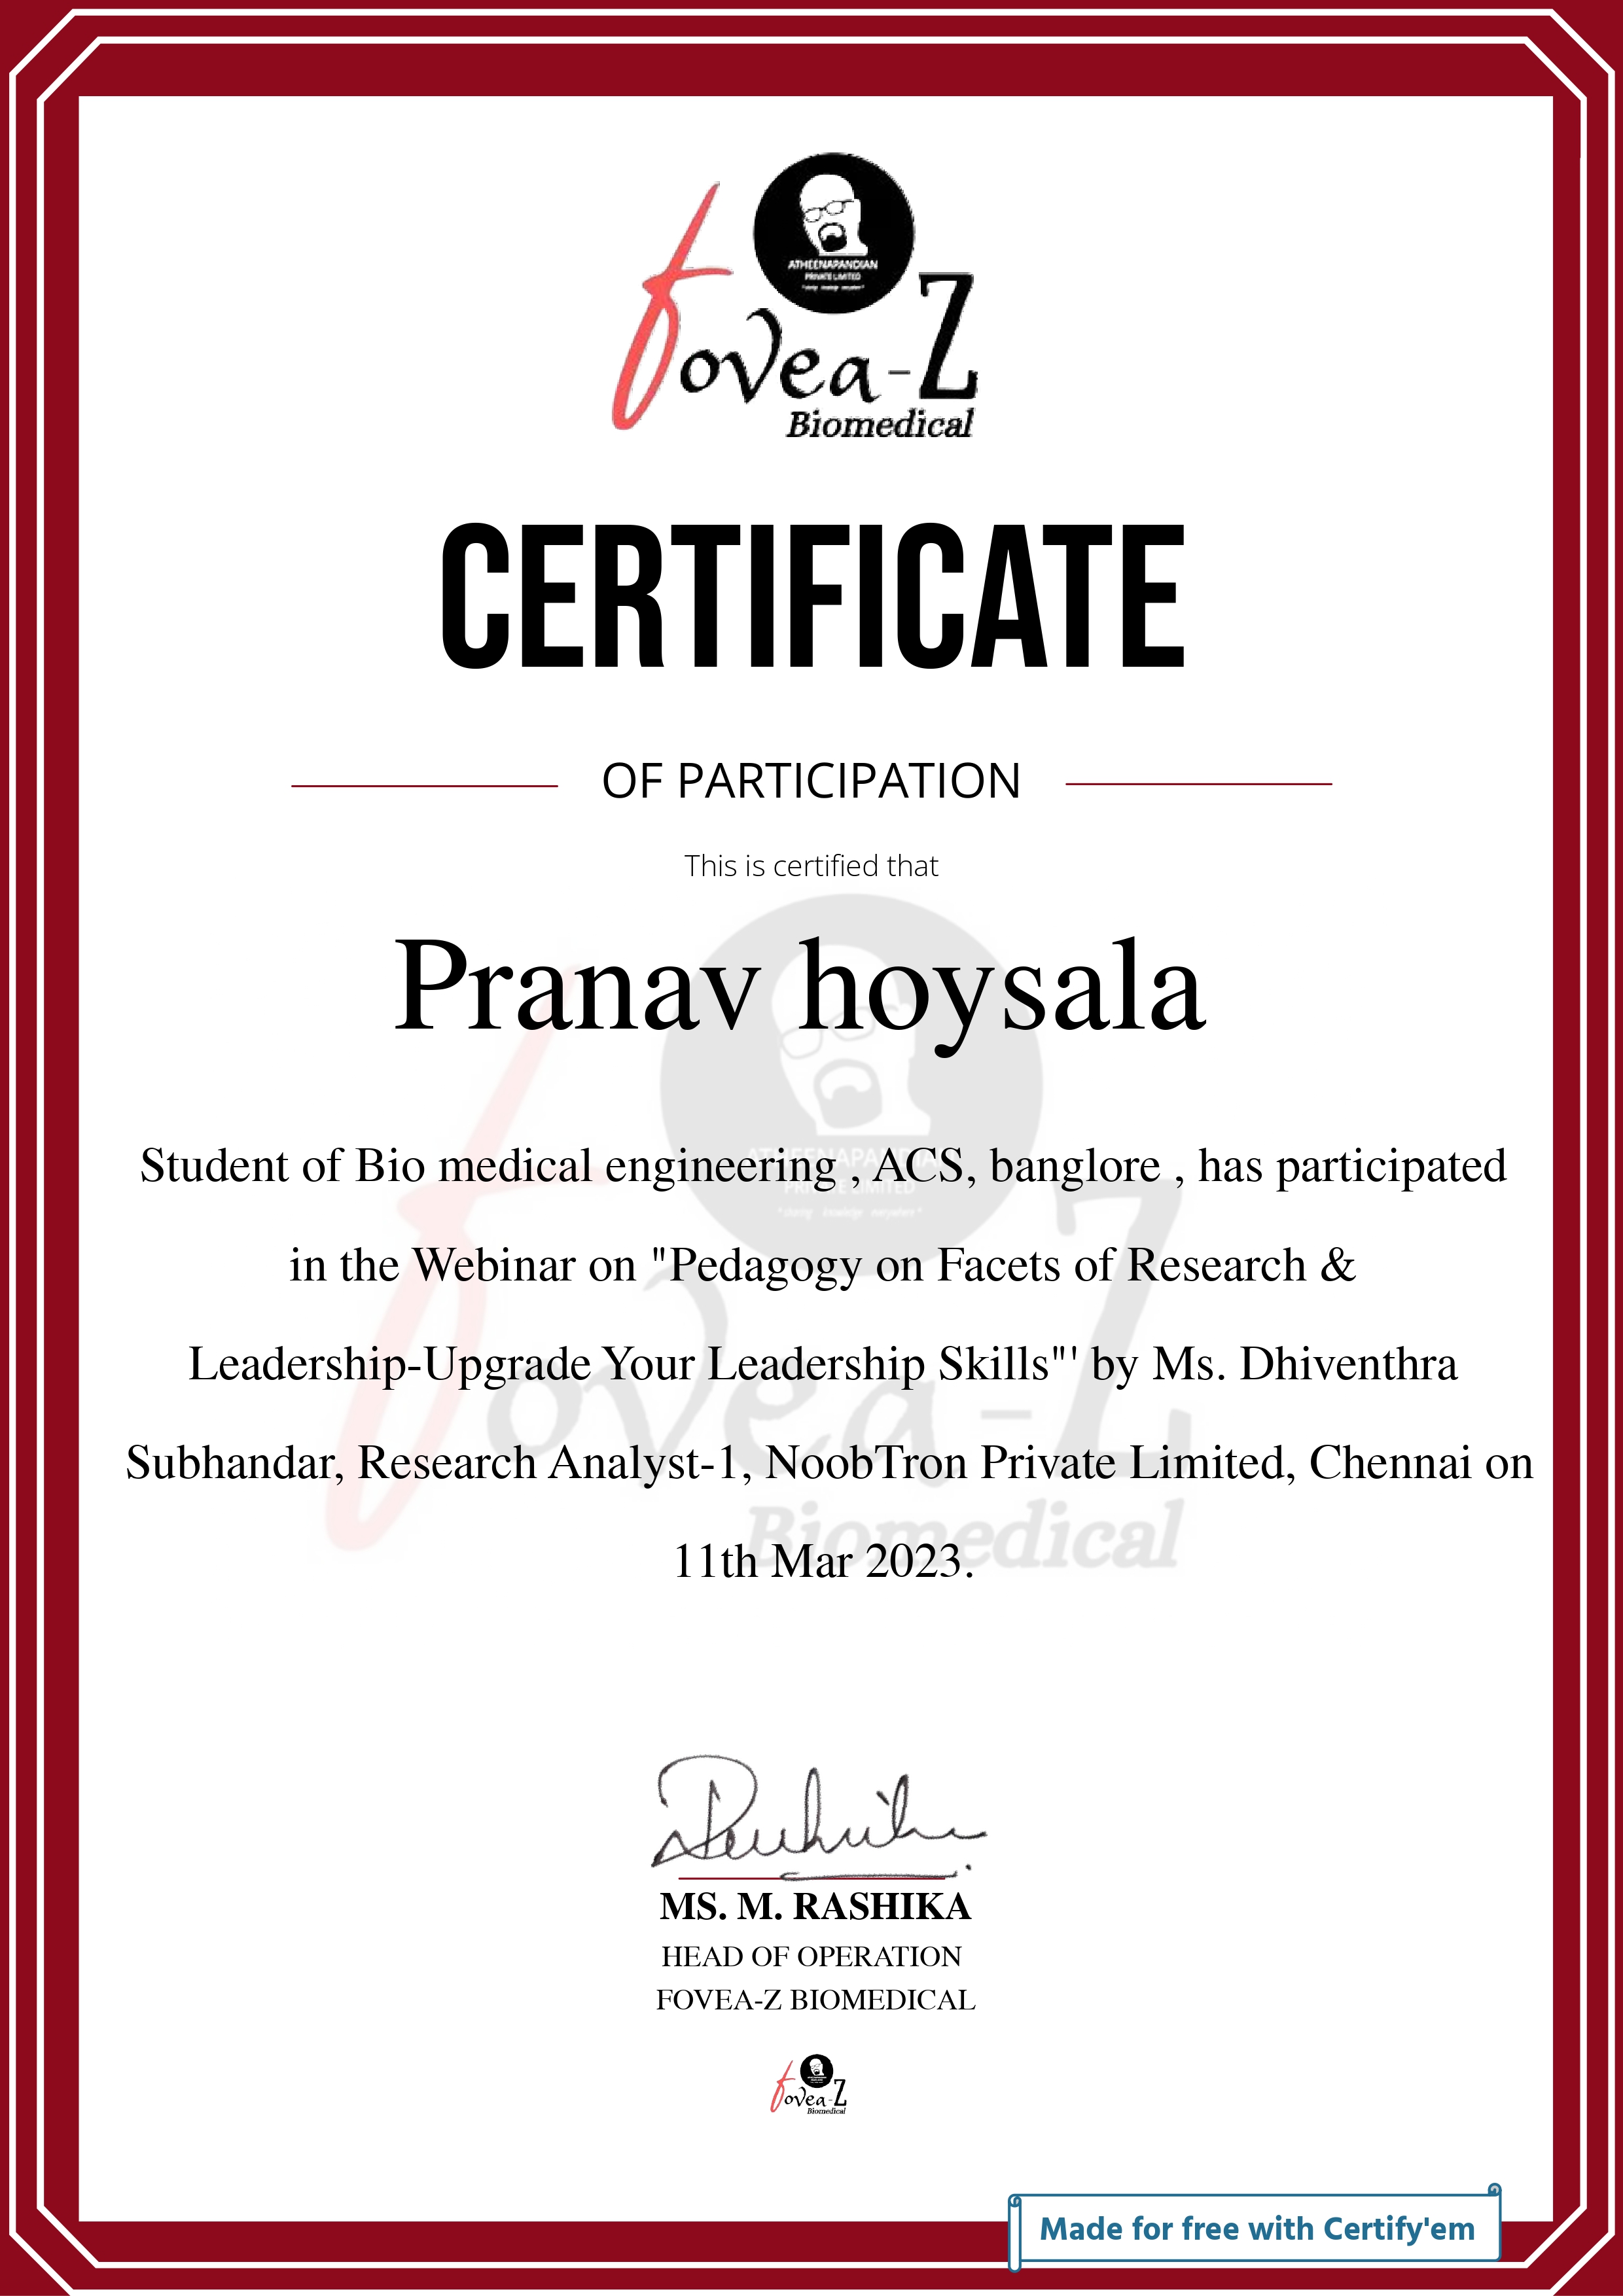 ATHEENAPANDIAN
PRIVATE LIMITED
fovea-Z
Biomedical
CERTIFICATE
OF PARTICIPATION
This is certified that
Pranav hoysala
Student of Bio medical engineering , ACS, banglore , has participated
in the Webinar on "Pedagogy on Facets of Research &
Leadership-Upgrade Your Leadership Skills"' by Ms. Dhiventhra
Subhandar, Research Analyst-1, NoobTron Private Limited, Chennai on
11th Mar 2023.
MS. M. RASHIKA
HEAD OF OPERATION
FOVEA-Z BIOMEDICAL
fovea-Z
Biomedical
Made for free with Certify'em